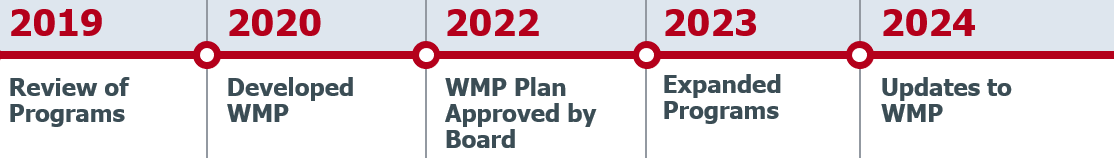 2019 2020 2022 2023 2024
Review of
Programs
Developed
WMP
WMP Plan
Approved by
Board
Expanded
Programs
Updates to
WMP